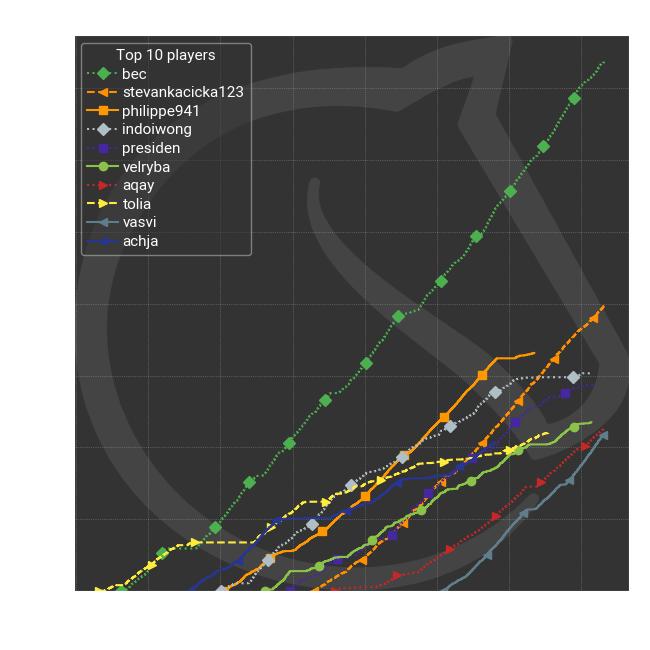 Top 10 players
bec
stevankacicka123
philippe941
indoiwong
presiden
velryba
aqay
tolia
vasvi
achja